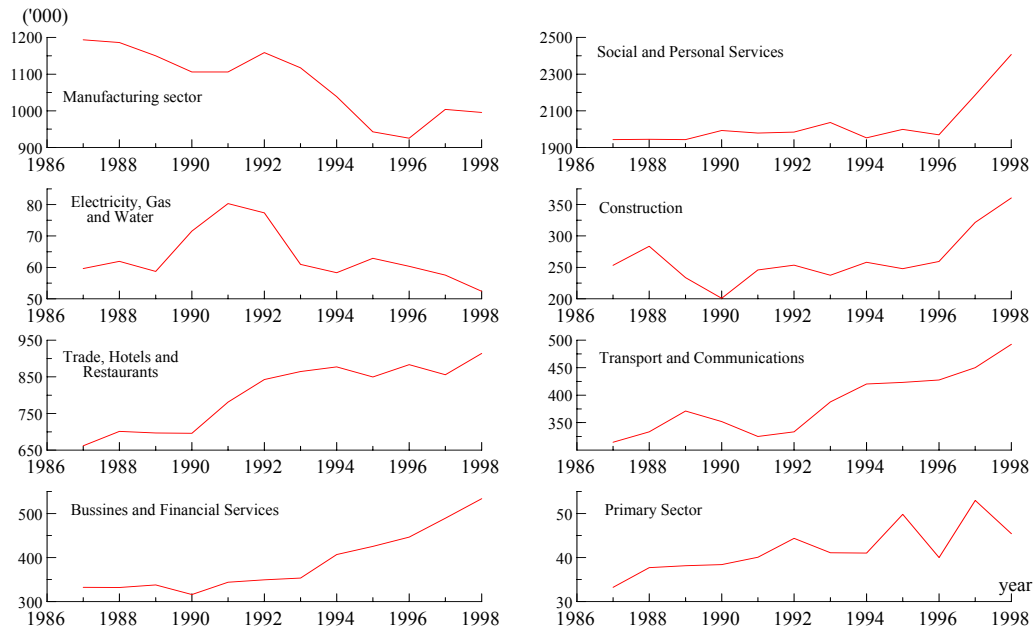 ('000)
1200
1100
1000
900
Manufacturing sector
1986 1988 1990 1992 1994 1996 1998
2500
2300
2100
1900
Social and Personal Services
1986 1988 1990 1992 1994 1996 1998
80
70
60
50
Electricity, Gas
and Water
1986 1988 1990 1992 1994 1996 1998
350
300
250
200
Construction
1986 1988 1990 1992 1994 1996 1998
950
850
750
650
Trade, Hotels and
Restaurants
1986 1988 1990 1992 1994 1996 1998
500
450
400
350
Transport and Communications
1986 1988 1990 1992 1994 1996 1998
500
400
300
Bussines and Financial Services
1986 1988 1990 1992 1994 1996 1998
50
40
30
Primary Sector
year
1986 1988 1990 1992 1994 1996 1998